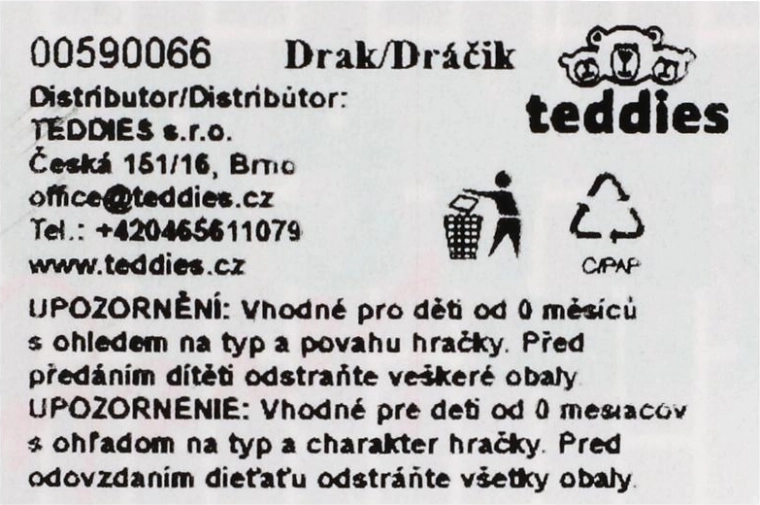 00590066 Drak/Dráčik
teddies
Distributor/Distribútor:
TEDDIES s.r.o.
Česká 151/16, Brno
office@teddies.cz
Tel.: +420465611079
www.teddies.cz
C/PAP
UPOZORNĚNÍ: Vhodné pro děti od 0 měsíců
s ohledem na typ a povahu hračky. Před
předáním dítěti odstraňte veškeré obaly.
UPOZORNENIE: Vhodné pre deti od 0 mesiacov
s ohľadom na typ a charakter hračky. Pred
odovzdaním dieťaťu odstráňte všetky obaly.